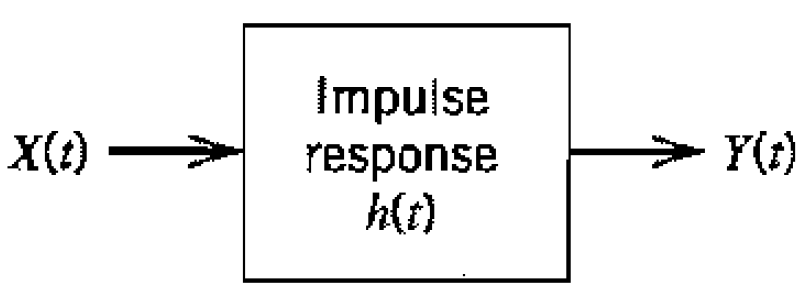 X(t)
Impulse
response
h(t)
Y(t)